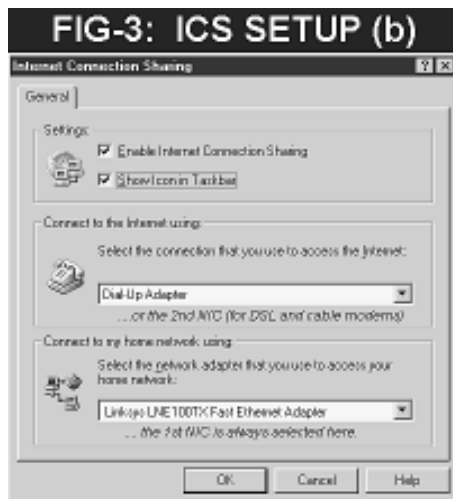 FIG-3: ICS SETUP (b)
Internet Connection Sharing
General
Settings:
Enable Internet Connection Sharing
Show Icon in Taskbar
Connect to the Internet using:
Select the connection that you use to access the Internet:
Dial-Up Adapter
...or the 2nd NIC (for DSL and cable modems)
Connect to my home network using:
Select the network adapter that you use to access your
home network:
Linksys LNE100TX Fast Ethernet Adapter
... the 1st NIC is always selected here.
OK Cancel Help